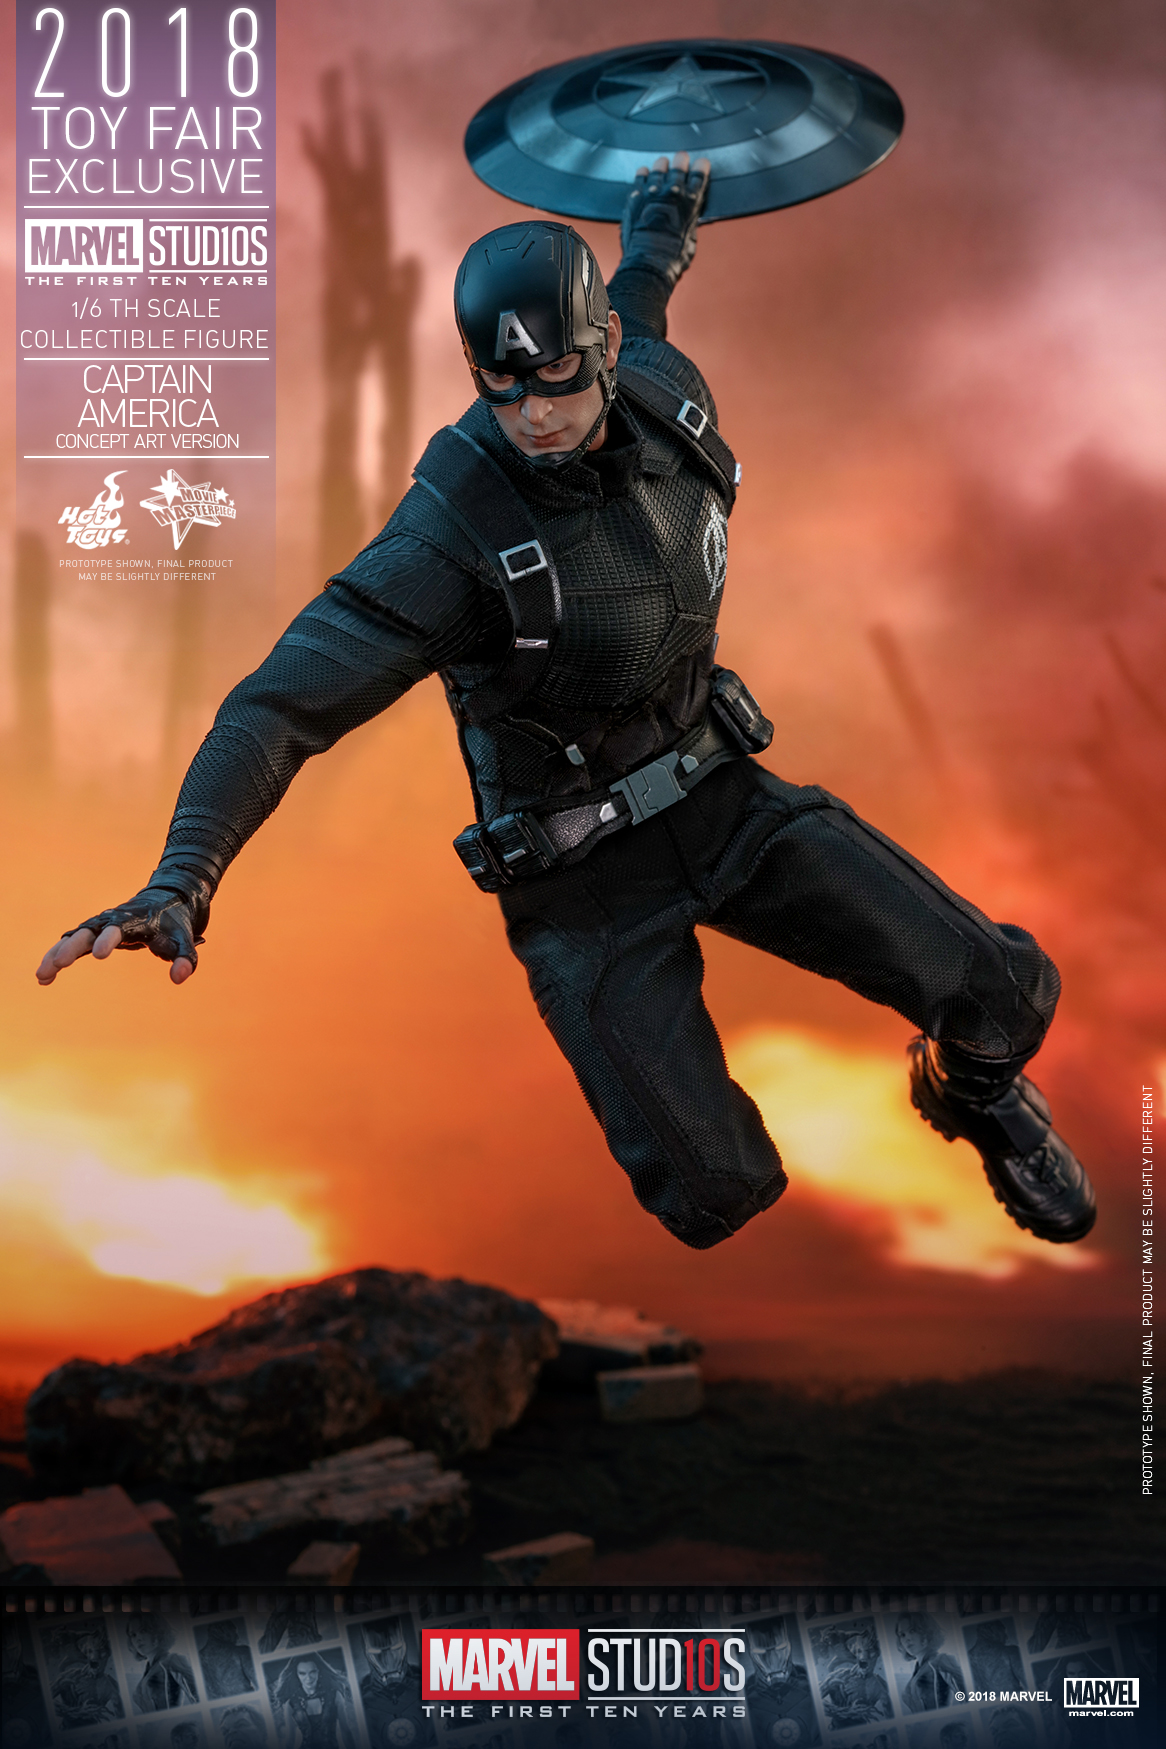 2018
TOY FAIR
EXCLUSIVE
MARVEL STUD10S
THE FIRST TEN YEARS
1/6 TH SCALE
COLLECTIBLE FIGURE
CAPTAIN
AMERICA
CONCEPT ART VERSION
Hot Toys®
MOVIE MASTERPIECE
PROTOTYPE SHOWN, FINAL PRODUCT
MAY BE SLIGHTLY DIFFERENT
A
PROTOTYPE SHOWN, FINAL PRODUCT MAY BE SLIGHTLY DIFFERENT
MARVEL STUD10S
THE FIRST TEN YEARS
© 2018 MARVEL
MARVEL
marvel.com